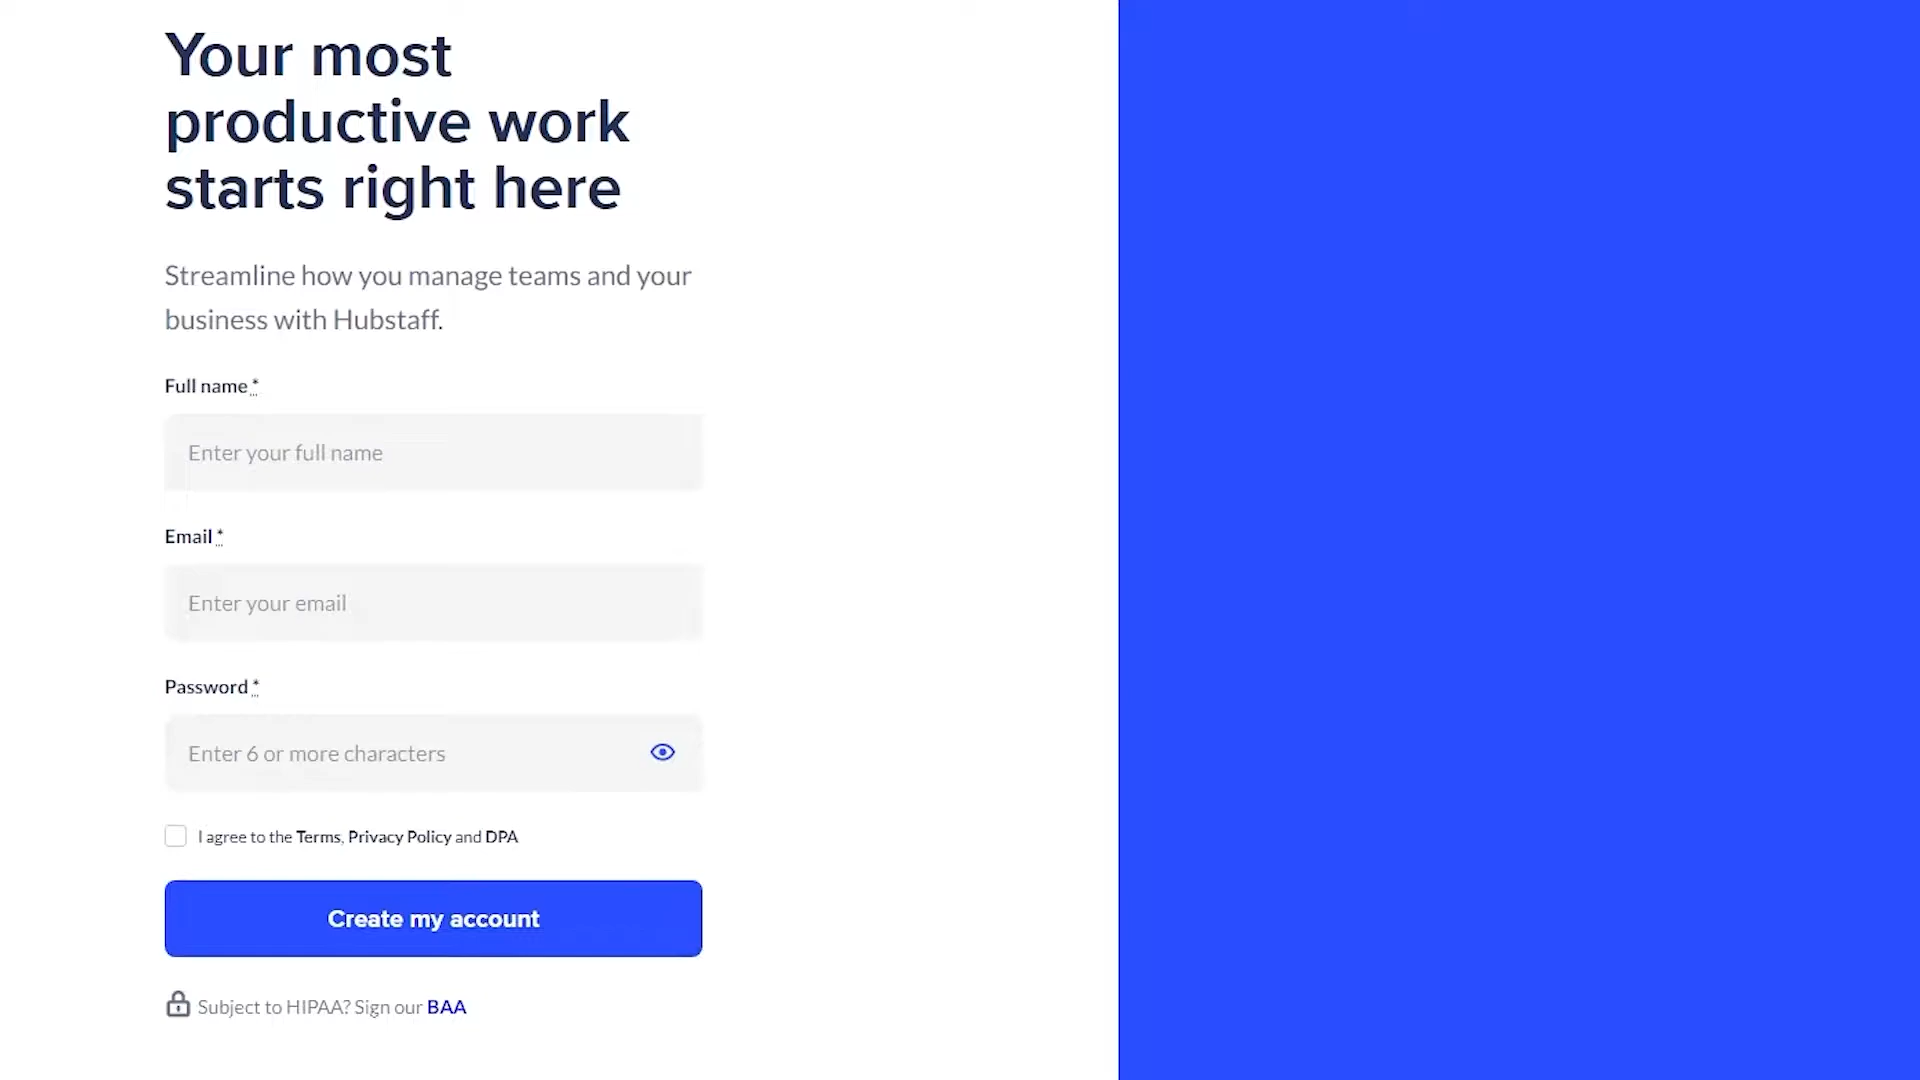 Your most
productive work
starts right here
Streamline how you manage teams and your
business with Hubstaff.
Full name *
Enter your full name
Email *
Enter your email
Password *
Enter 6 or more characters
I agree to the Terms, Privacy Policy and DPA
Create my account
Subject to HIPAA? Sign our BAA